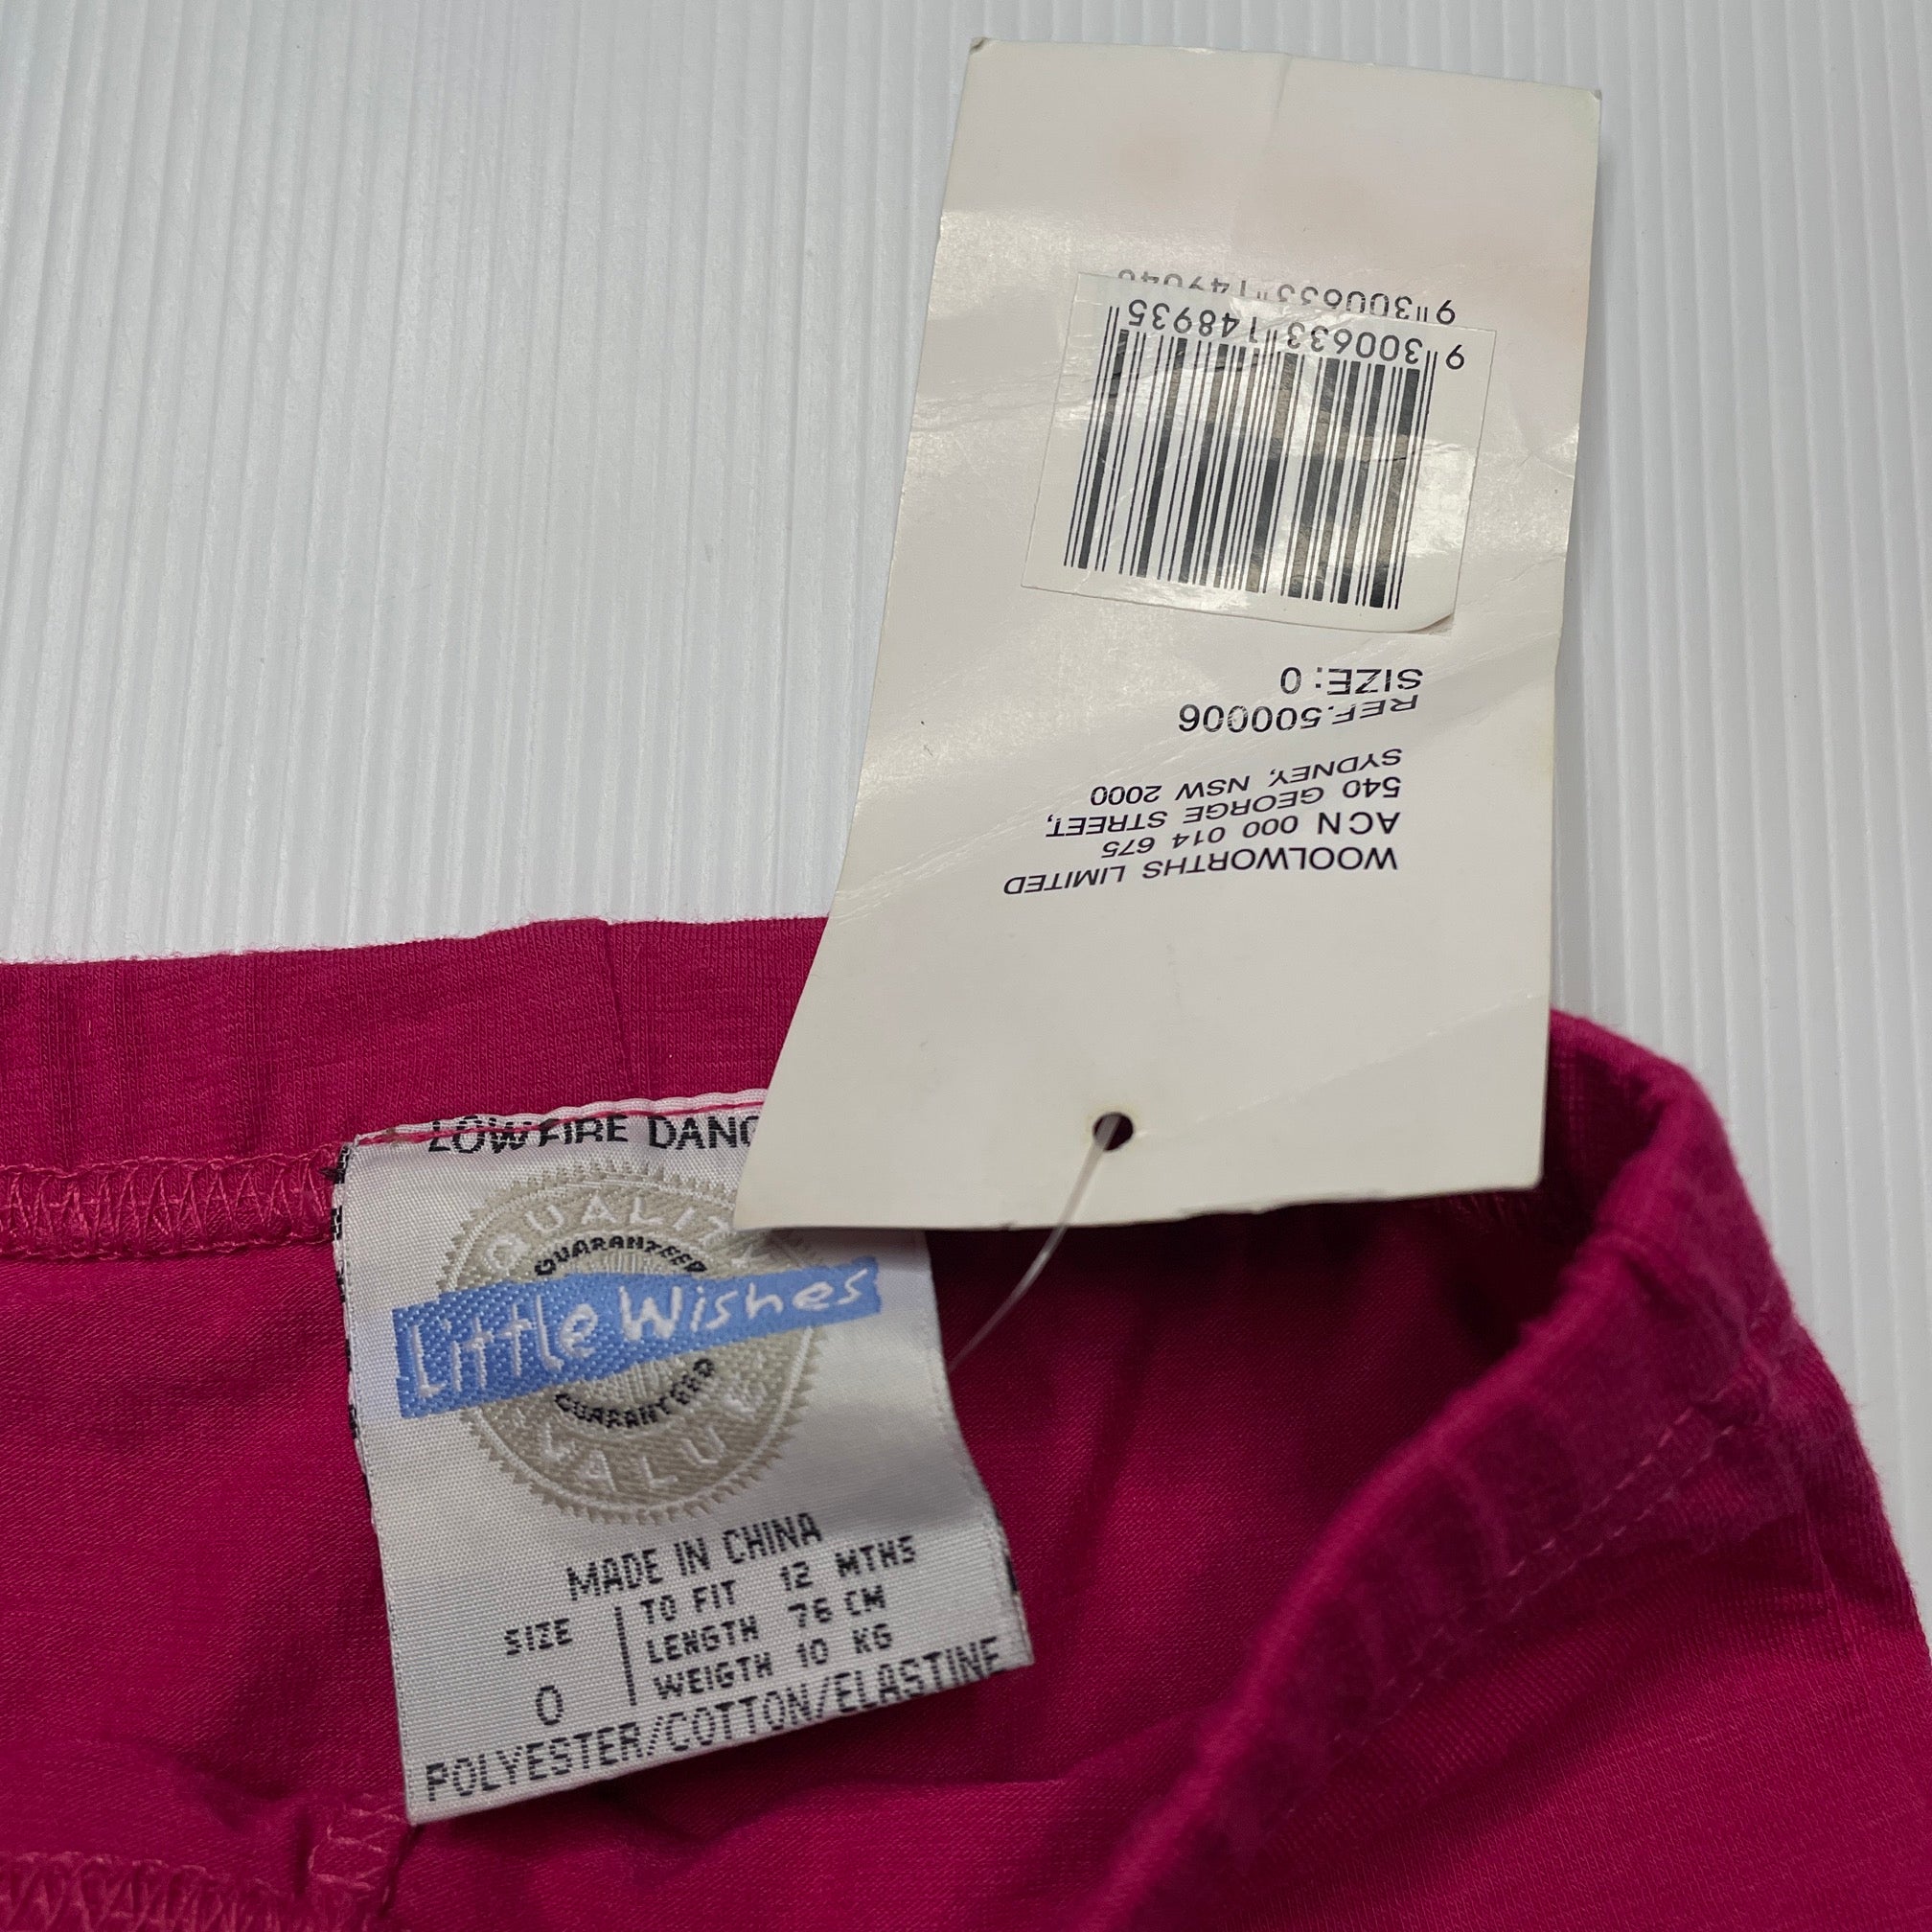 WOOLWORTHS LIMITED
ACN 000 014 675
540 GEORGE STREET,
SYDNEY, NSW 2000
REF.500006
SIZE: 0
9 300633 148935
9 300633
LOW FIRE
QUALITY
GUARANTEED
Little Wishes
GUARANTEED
VALUE
MADE IN CHINA
SIZE TO FIT 12 MTHS
LENGTH 76 CM
0 WEIGTH 10 KG
POLYESTER/COTTON/ELASTINE